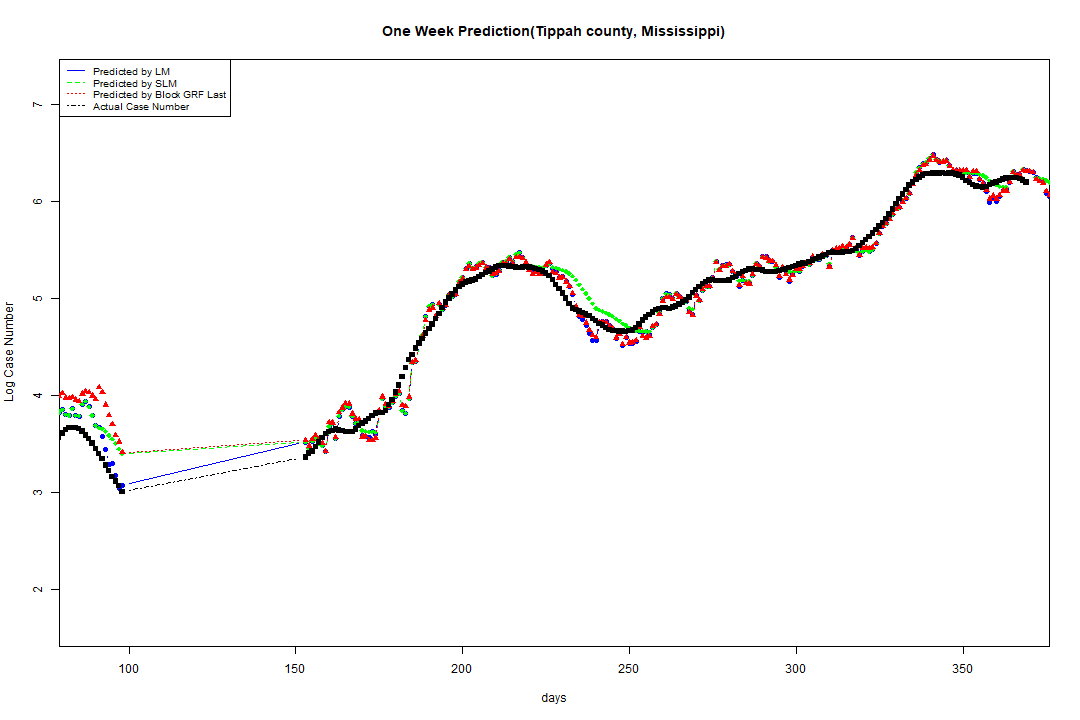 One Week Prediction(Tippah county, Mississippi)
Predicted by LM
Predicted by SLM
Predicted by Block GRF Last
Actual Case Number
7
6
5
4
3
2
Log Case Number
100 150 200 250 300 350
days